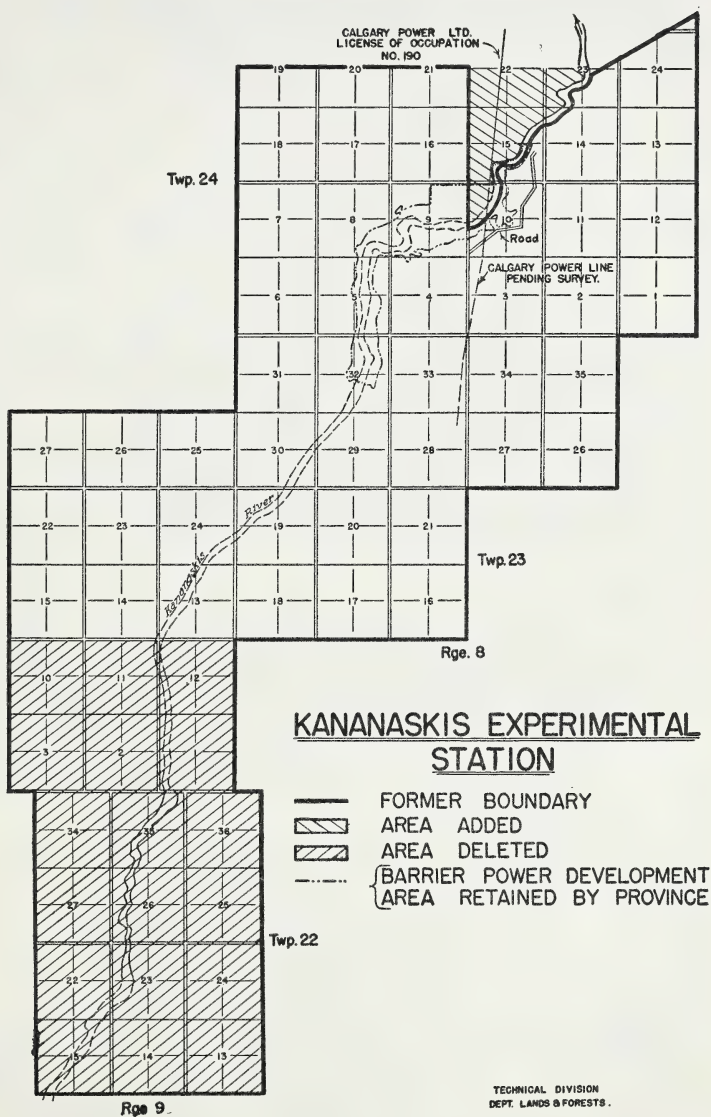 CALGARY POWER LTD.
LICENSE OF OCCUPATION
NO. 190
19 20 21 22 23 24
18 17 16 15 14 13
Twp. 24
7 8 9 10 11 12
Road
CALGARY POWER LINE
PENDING SURVEY.
6 5 4 3 2 1
31 32 33 34 35
27 26 25 30 29 28 27 26
22 23 24 19 20 21
River
Kananaskis
Twp. 23
15 14 13 18 17 16
Rge. 8
10 11 12
3 2
KANANASKIS EXPERIMENTAL
STATION
FORMER BOUNDARY
AREA ADDED
AREA DELETED
BARRIER POWER DEVELOPMENT
AREA RETAINED BY PROVINCE
34 35 36
27 26 25
Twp. 22
22 23 24
15 14 13
Rge 9
TECHNICAL DIVISION
DEPT. LANDS & FORESTS.